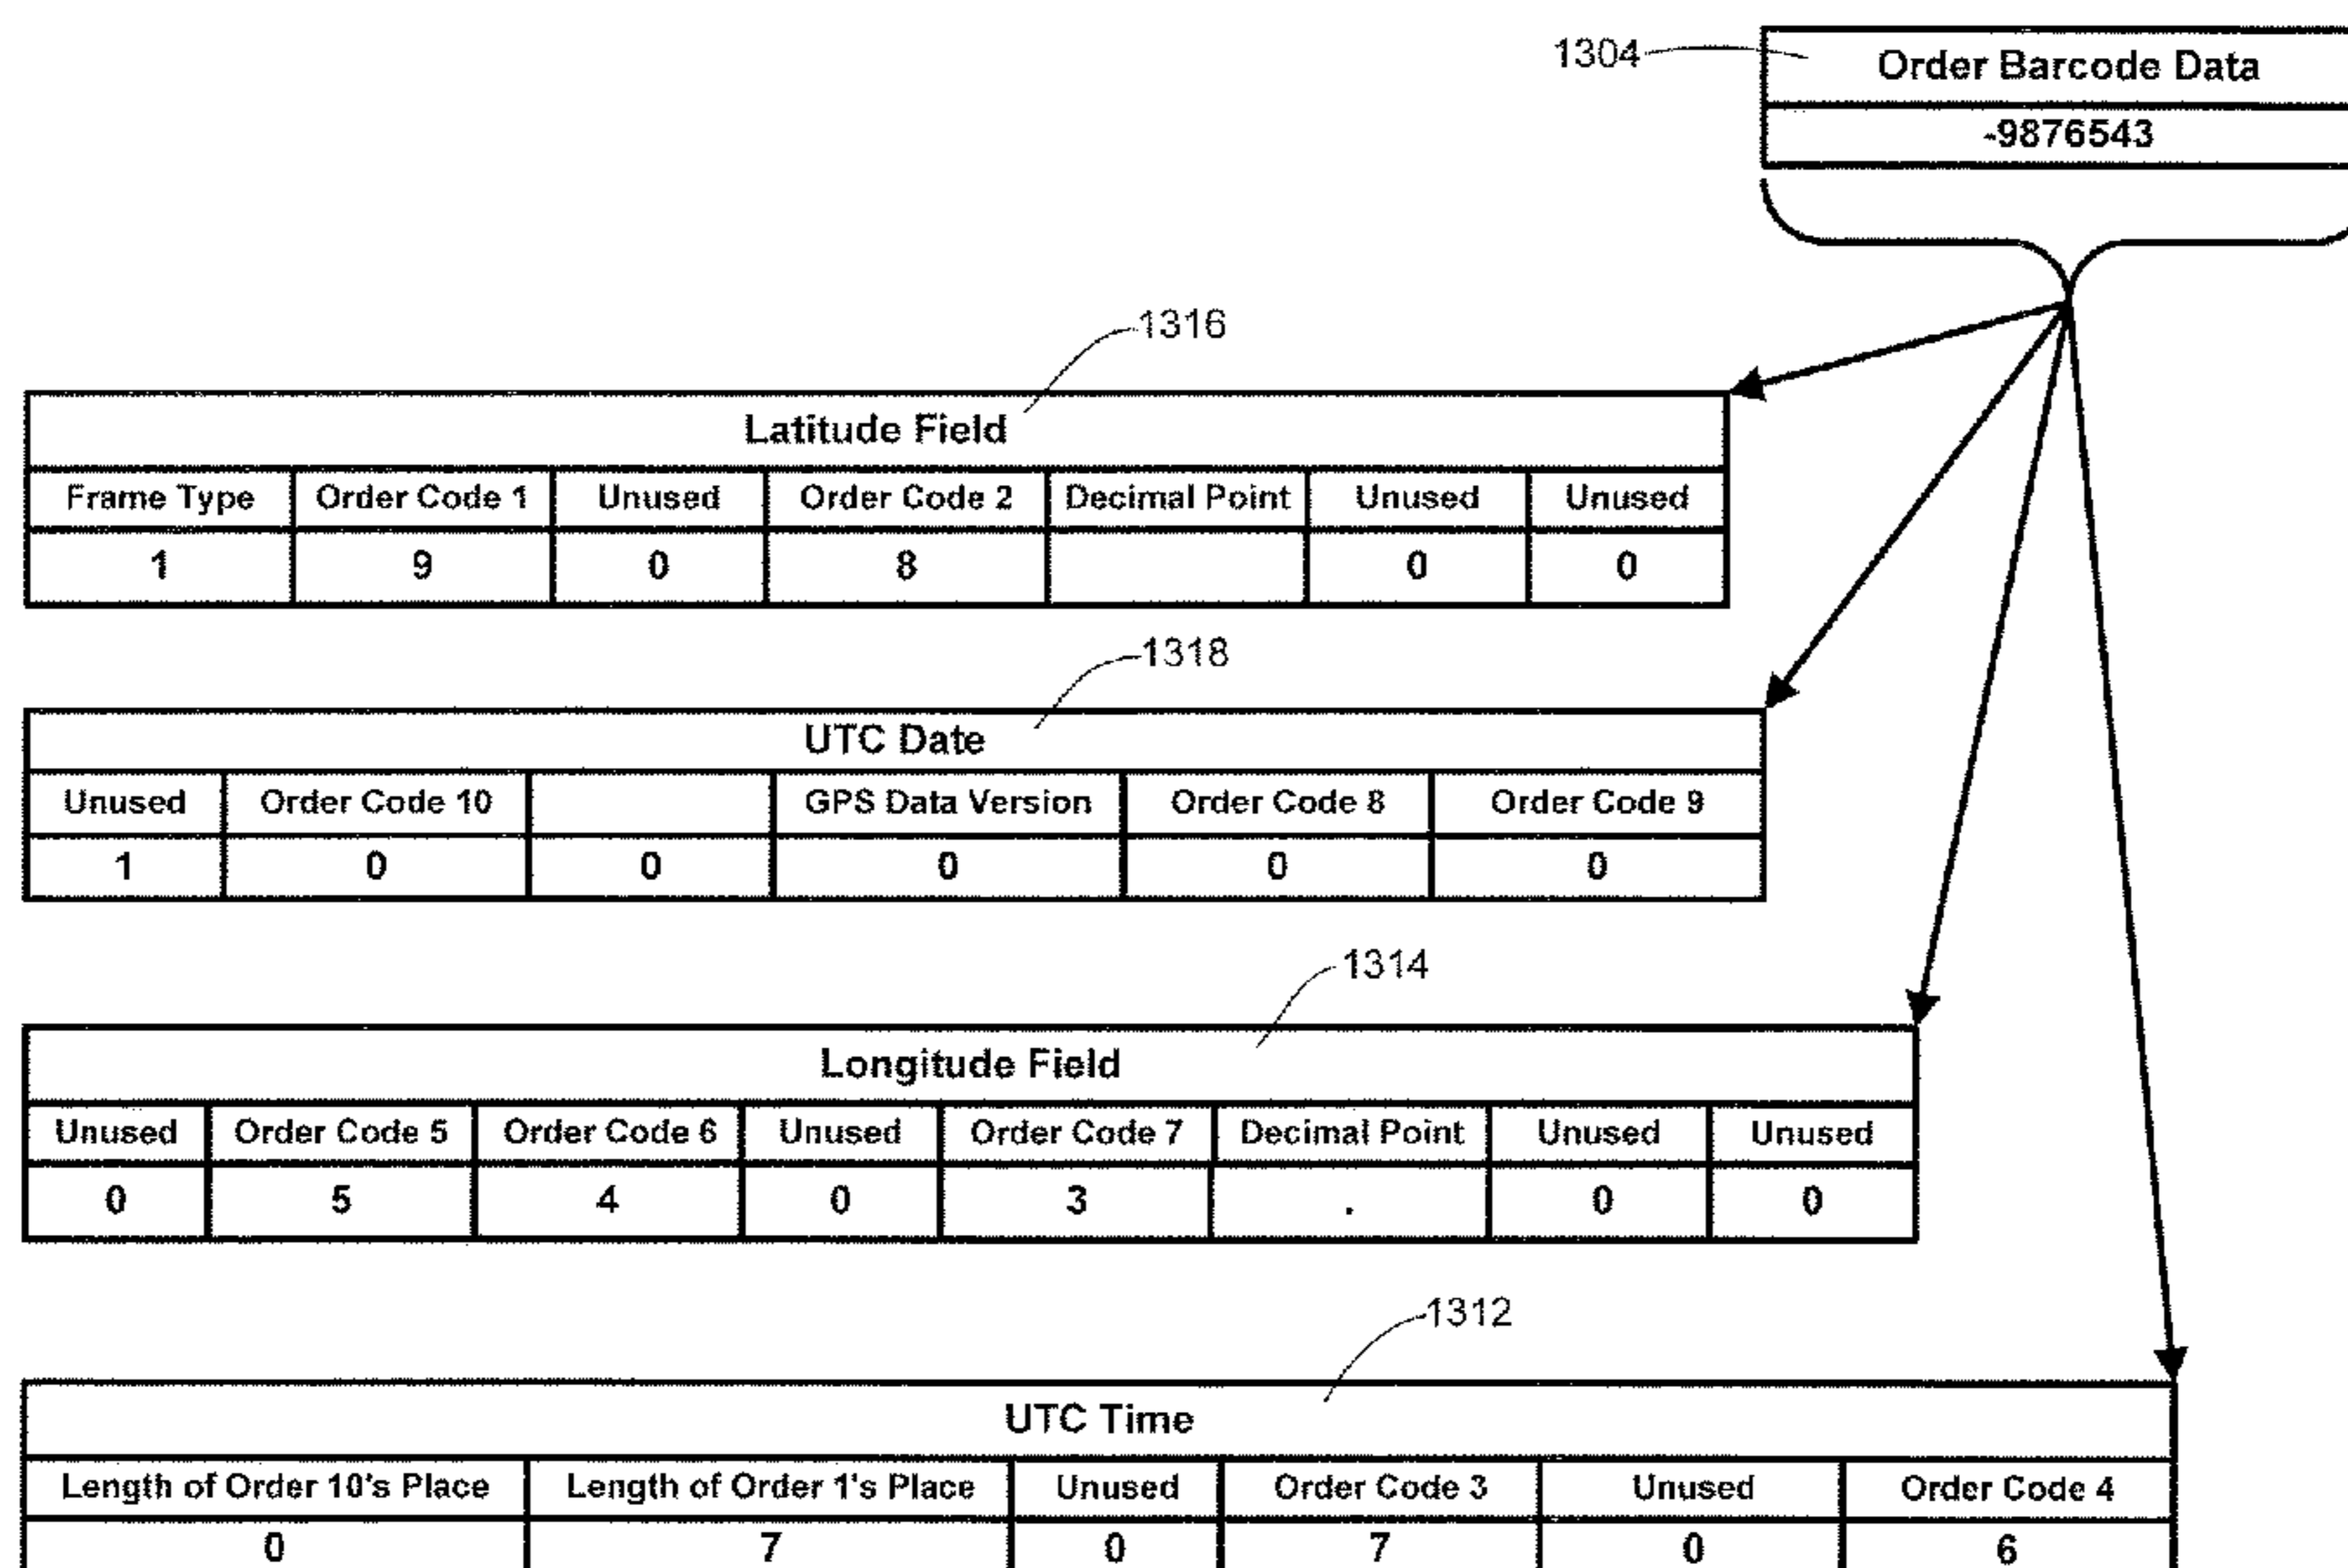 1304
Order Barcode Data
-9876543
1316
Latitude Field
Frame Type Order Code 1 Unused Order Code 2 Decimal Point Unused Unused
1 9 0 8 0 0
1318
UTC Date
Unused Order Code 10 GPS Data Version Order Code 8 Order Code 9
1 0 0 0 0 0
1314
Longitude Field
Unused Order Code 5 Order Code 6 Unused Order Code 7 Decimal Point Unused Unused
0 5 4 0 3 . 0 0
1312
UTC Time
Length of Order 10's Place Length of Order 1's Place Unused Order Code 3 Unused Order Code 4
0 7 0 7 0 6